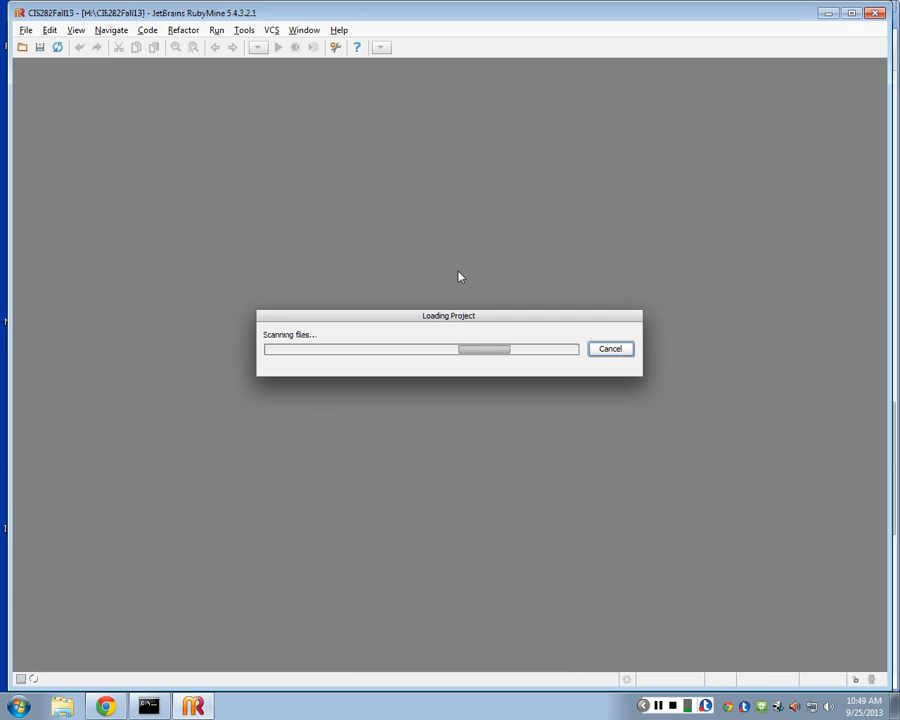 CIS282Fall13 - [H:\CIS282Fall13] - JetBrains RubyMine 5.4.3.2.1
File Edit View Navigate Code Refactor Run Tools VCS Window Help
Loading Project
Scanning files...
Cancel
10:49 AM
9/25/2013